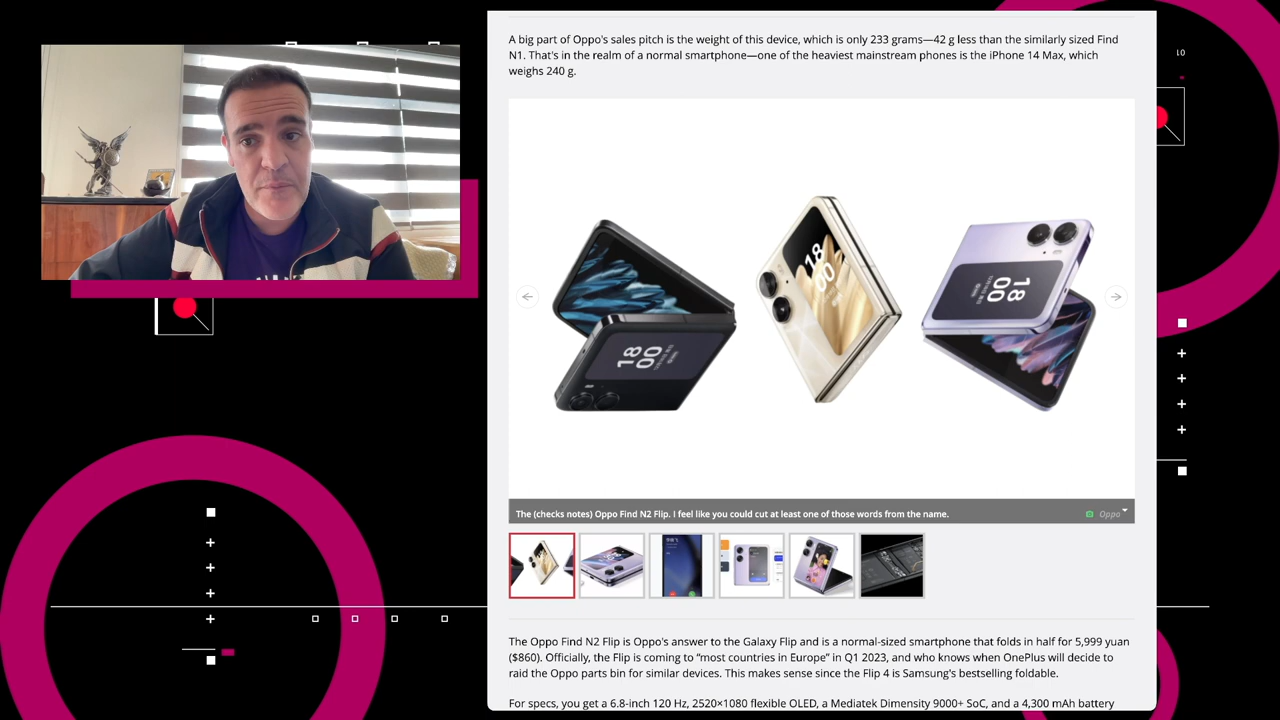 A big part of Oppo's sales pitch is the weight of this device, which is only 233 grams—42 g less than the similarly sized Find
N1. That's in the realm of a normal smartphone—one of the heaviest mainstream phones is the iPhone 14 Max, which
weighs 240 g.
10
18
00
18
00
18
00
The (checks notes) Oppo Find N2 Flip. I feel like you could cut at least one of those words from the name.
Oppo
The Oppo Find N2 Flip is Oppo's answer to the Galaxy Flip and is a normal-sized smartphone that folds in half for 5,999 yuan
($860). Officially, the Flip is coming to “most countries in Europe” in Q1 2023, and who knows when OnePlus will decide to
raid the Oppo parts bin for similar devices. This makes sense since the Flip 4 is Samsung's bestselling foldable.
For specs, you get a 6.8-inch 120 Hz, 2520×1080 flexible OLED, a Mediatek Dimensity 9000+ SoC, and a 4,300 mAh battery